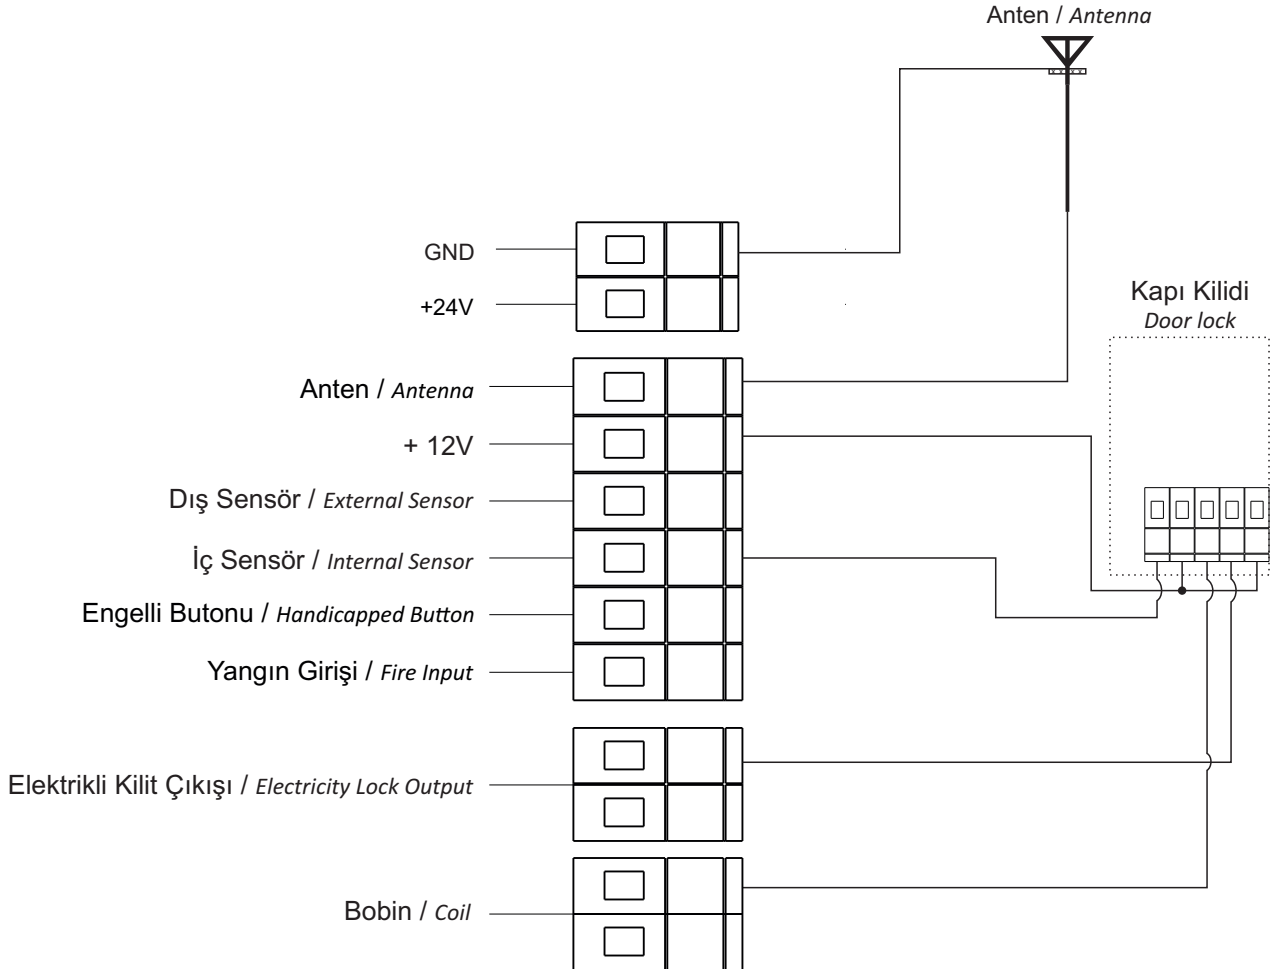 Anten / Antenna
GND
+24V
Kapı Kilidi
Door lock
Anten / Antenna
+ 12V
Dış Sensör / External Sensor
İç Sensör / Internal Sensor
Engelli Butonu / Handicapped Button
Yangın Girişi / Fire Input
Elektrikli Kilit Çıkışı / Electricity Lock Output
Bobin / Coil